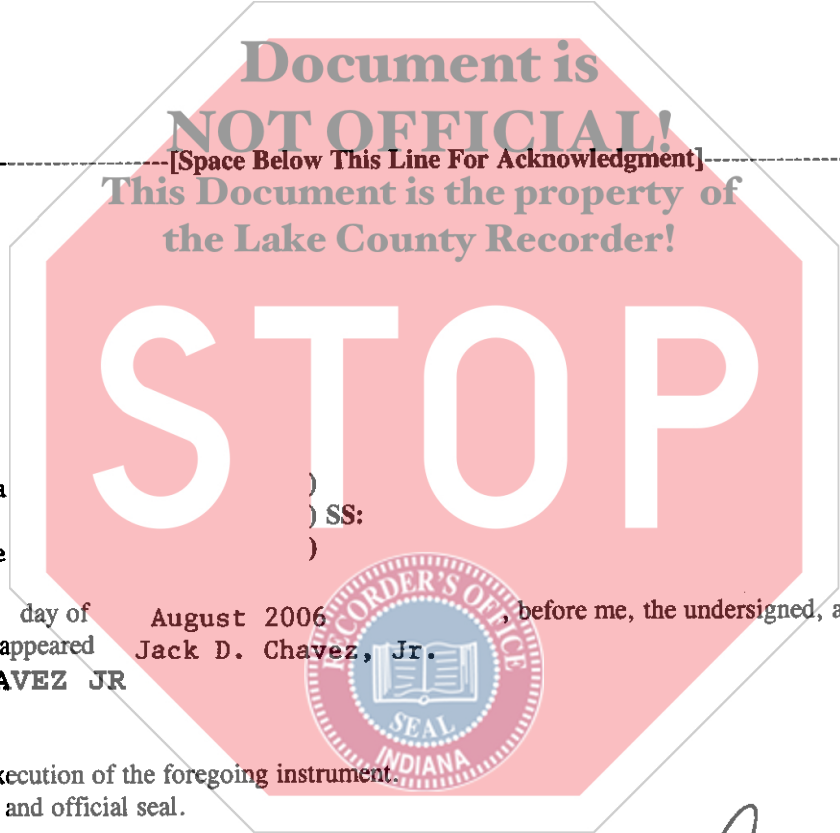 Document is
NOT OFFICIAL!
[Space Below This Line For Acknowledgment]
This Document is the property of
the Lake County Recorder!
STOP
)
) SS:
)
day of August 2006, before me, the undersigned, a
appeared Jack D. Chavez, Jr.
AVEZ JR
RECORDER'S OFFICE
SEAL
INDIANA
xecution of the foregoing instrument.
and official seal.